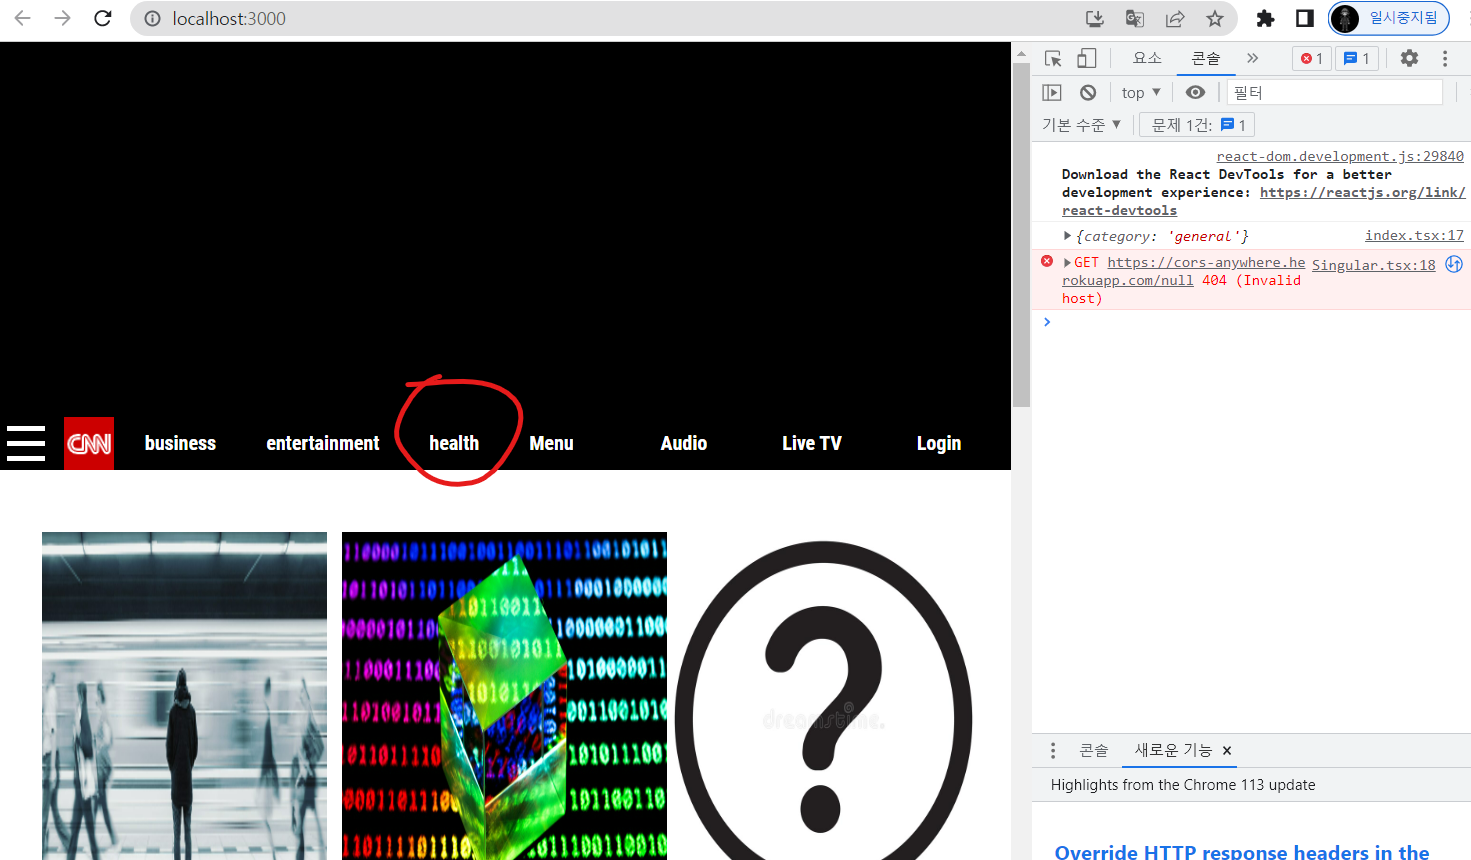 localhost:3000
일시중지됨
요소
콘솔
1
1
top
필터
기본 수준
문제 1건:
1
react-dom.development.js:29840
Download the React DevTools for a better
development experience: https://reactjs.org/link/
react-devtools
{category: 'general'}
index.tsx:17
GET https://cors-anywhere.he
Singular.tsx:18
rokuapp.com/null 404 (Invalid
host)
CNN
business
entertainment
health
Menu
Audio
Live TV
Login
dreamstime.
콘솔
새로운 기능
Highlights from the Chrome 113 update
Override HTTP response headers in the